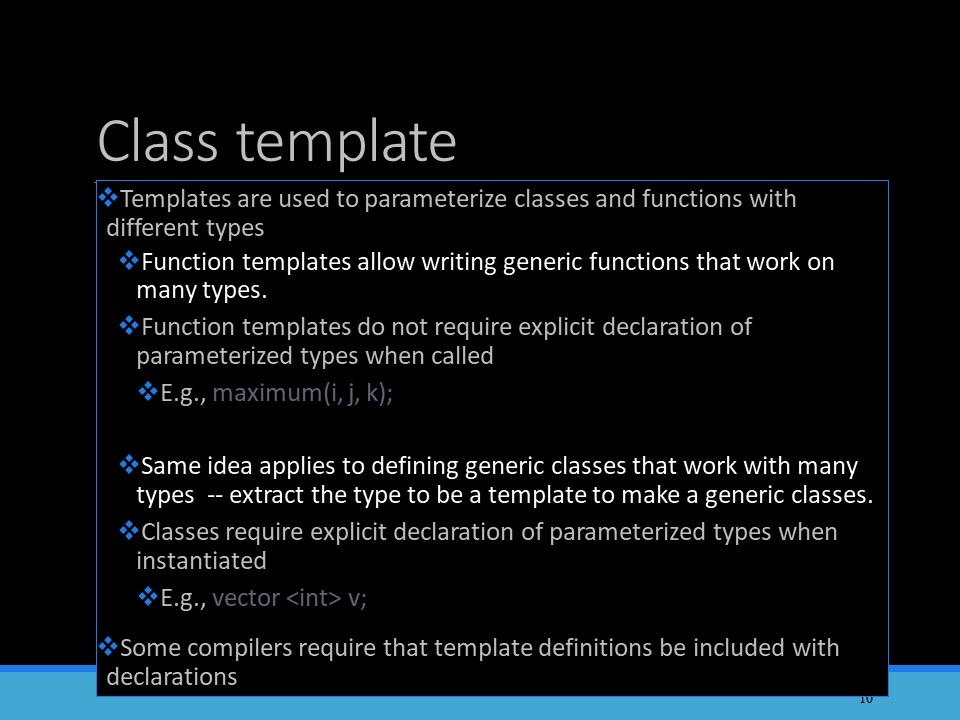 Class template
❖Templates are used to parameterize classes and functions with
different types
❖Function templates allow writing generic functions that work on
many types.
❖Function templates do not require explicit declaration of
parameterized types when called
❖E.g., maximum(i, j, k);
❖Same idea applies to defining generic classes that work with many
types -- extract the type to be a template to make a generic classes.
❖Classes require explicit declaration of parameterized types when
instantiated
❖E.g., vector <int> v;
❖Some compilers require that template definitions be included with
declarations
10